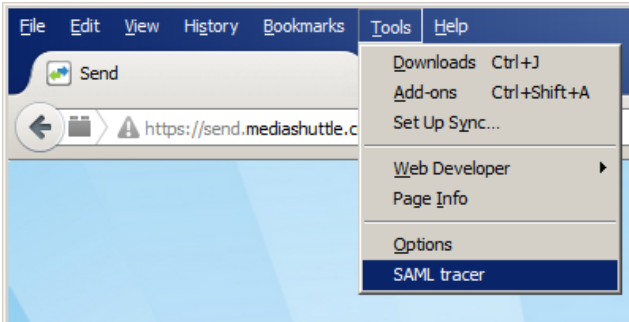 File Edit View History Bookmarks Tools Help
Send
https://send.mediashuttle.c
Downloads Ctrl+J
Add-ons Ctrl+Shift+A
Set Up Sync...
Web Developer
Page Info
Options
SAML tracer